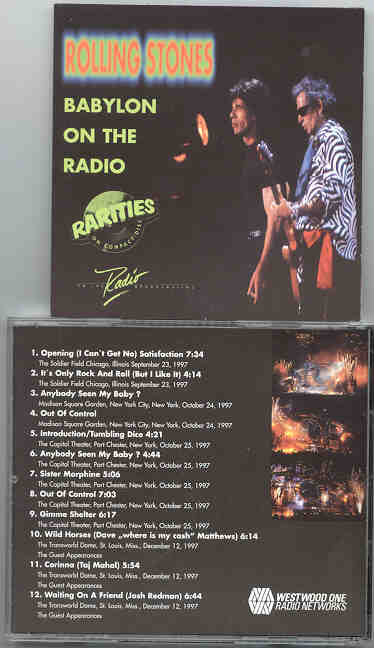 ROLLING STONES
BABYLON
ON THE
RADIO
RARITIES
ON COMPACT DISC
Radio
1. Opening (I Can't Get No) Satisfaction 7:34
The Soldier Field Chicago, Illinois September 23, 1997
2. It's Only Rock And Roll (But I Like It) 4:14
The Soldier Field Chicago, Illinois September 23, 1997
3. Anybody Seen My Baby ?
Madison Square Garden, New York City, New York, October 24, 1997
4. Out Of Control
Madison Square Garden, New York City, New York, October 24, 1997
5. Introduction/Tumbling Dice 4:21
The Capitol Theater, Port Chester, New York, October 25, 1997
6. Anybody Seen My Baby ? 4:44
The Capitol Theater, Port Chester, New York, October 25, 1997
7. Sister Morphine 5:06
The Capitol Theater, Port Chester, New York, October 25, 1997
8. Out Of Control 7:03
The Capitol Theater, Port Chester, New York, October 25, 1997
9. Gimme Shelter 6:17
The Capitol Theater, Port Chester, New York, October 25, 1997
10. Wild Horses (Dave „where is my cash“ Matthews) 6:14
The Transworld Dome, St. Louis, Miss., December 12, 1997
The Guest Appearances
11. Corinna (Taj Mahal) 5:54
The Transworld Dome, St. Louis, Miss., December 12, 1997
The Guest Appearances
12. Waiting On A Friend (Josh Redman) 6:44
The Transworld Dome, St. Louis, Miss., December 12, 1997
The Guest Appearances
WESTWOOD ONE
RADIO NETWORKS